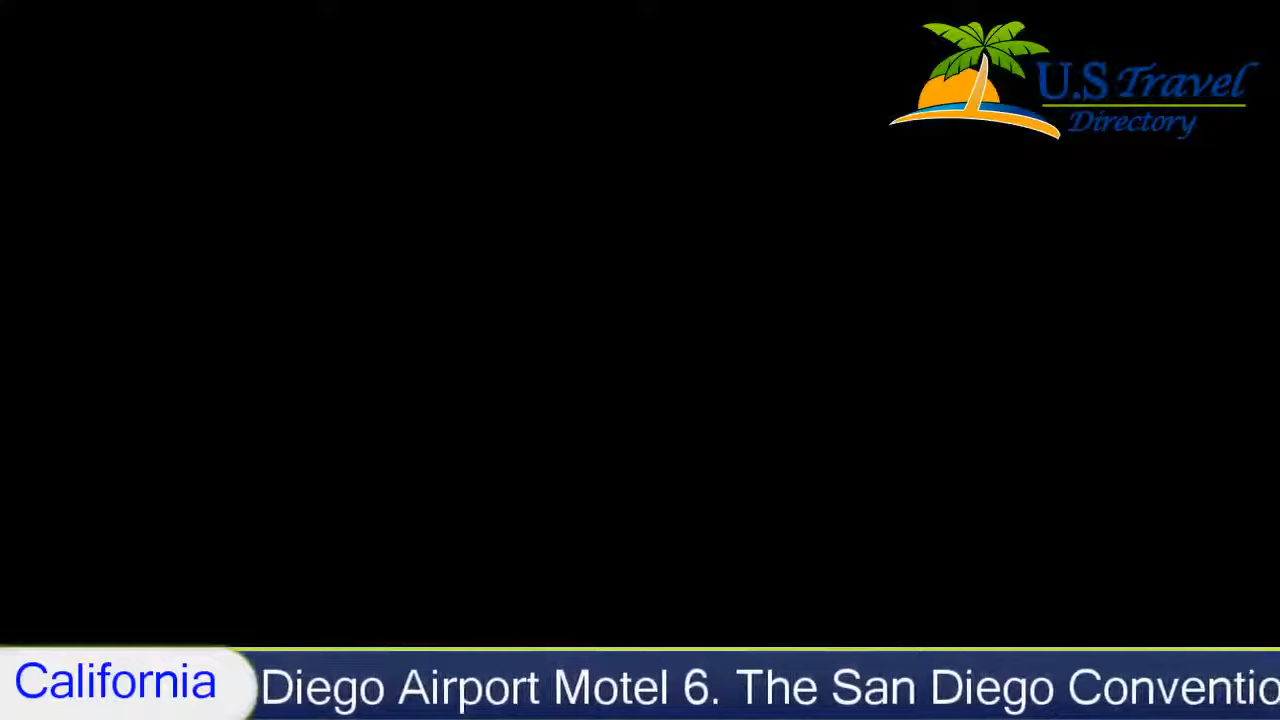 U.S Travel
Directory
California
Diego Airport Motel 6. The San Diego Conventio